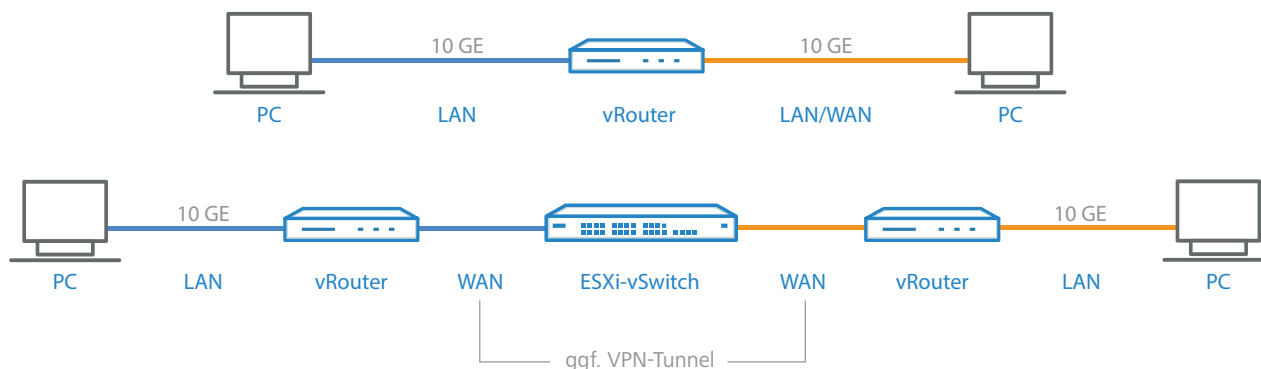 10 GE 10 GE
PC LAN vRouter LAN/WAN PC
10 GE 10 GE
PC LAN vRouter WAN ESXi-vSwitch WAN vRouter LAN PC
ggf. VPN-Tunnel